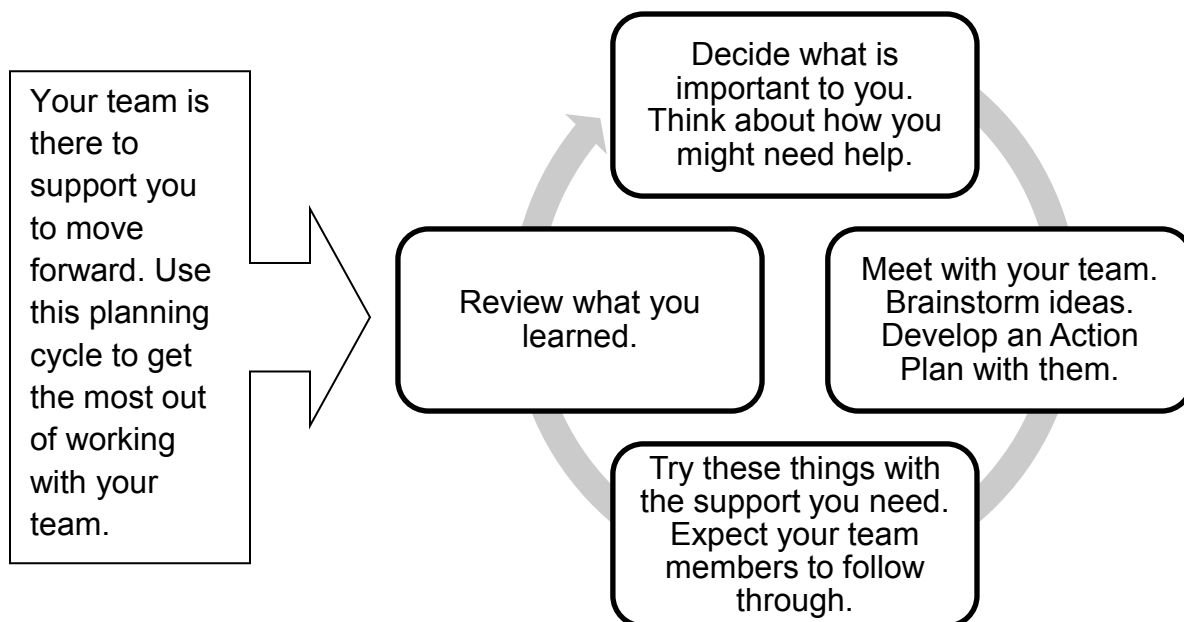 Your team is
there to
support you
to move
forward. Use
this planning
cycle to get
the most out
of working
with your
team.
Decide what is
important to you.
Think about how you
might need help.
Meet with your team.
Brainstorm ideas.
Develop an Action
Plan with them.
Try these things with
the support you need.
Expect your team
members to follow
through.
Review what you
learned.